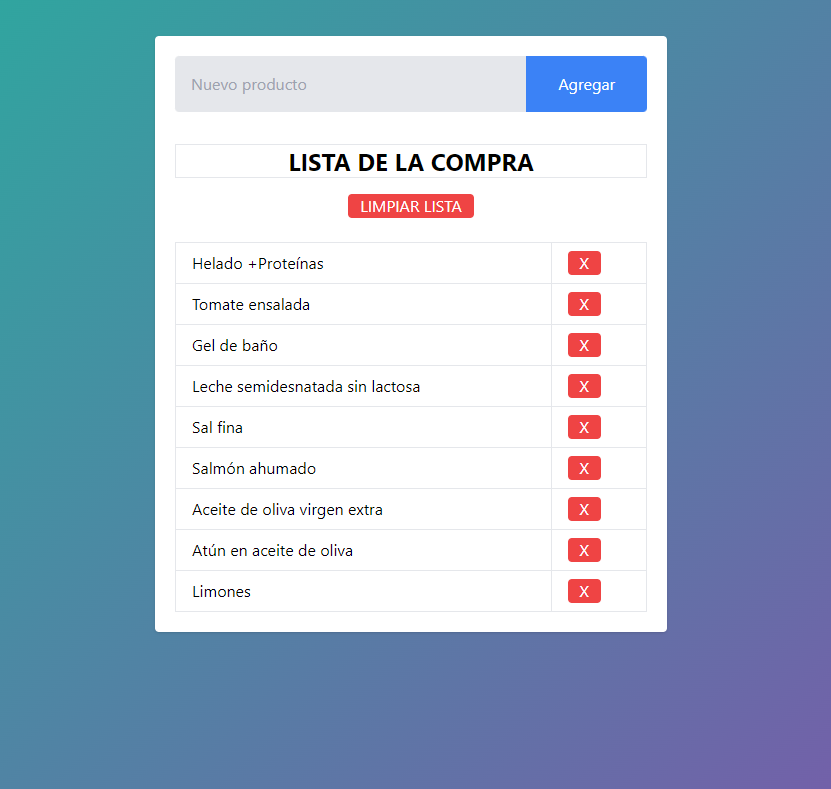 Nuevo producto
Agregar
LISTA DE LA COMPRA
LIMPIAR LISTA
Helado +Proteínas X
Tomate ensalada X
Gel de baño X
Leche semidesnatada sin lactosa X
Sal fina X
Salmón ahumado X
Aceite de oliva virgen extra X
Atún en aceite de oliva X
Limones X